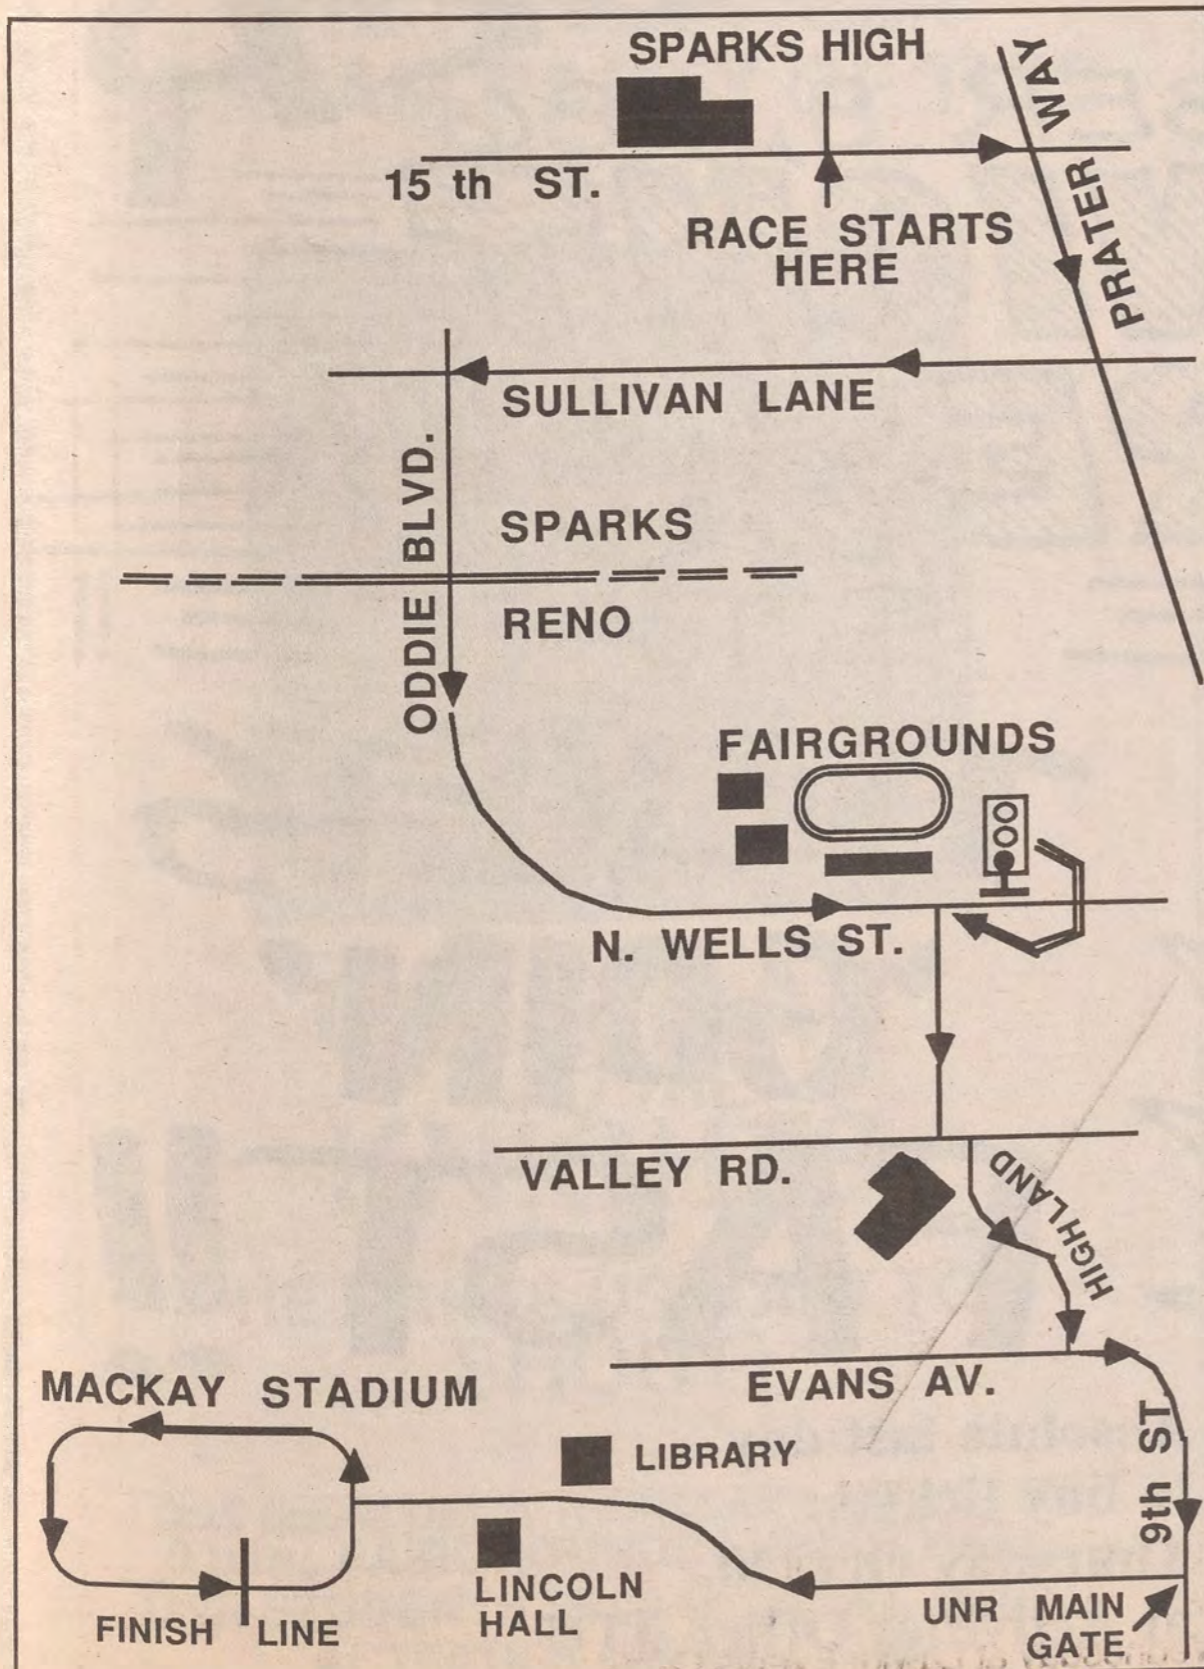 SPARKS HIGH
WAY
PRATER
15 th ST.
RACE STARTS
HERE
SULLIVAN LANE
ODDIE BLVD.
SPARKS
RENO
FAIRGROUNDS
N. WELLS ST.
VALLEY RD.
HIGHLAND
EVANS AV.
MACKAY STADIUM
LIBRARY
9th ST.
LINCOLN
HALL
UNR MAIN
GATE
FINISH LINE